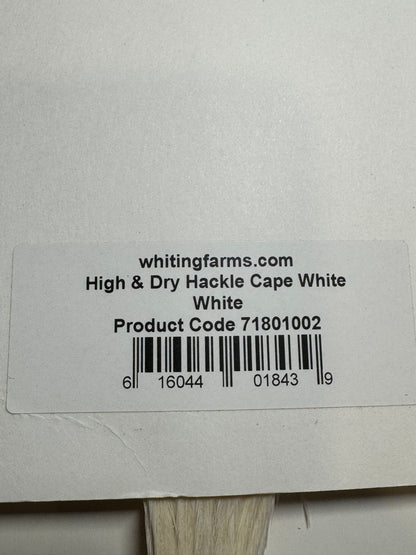 whitingfarms.com
High & Dry Hackle Cape White
White
Product Code 71801002
6 16044 01843 9